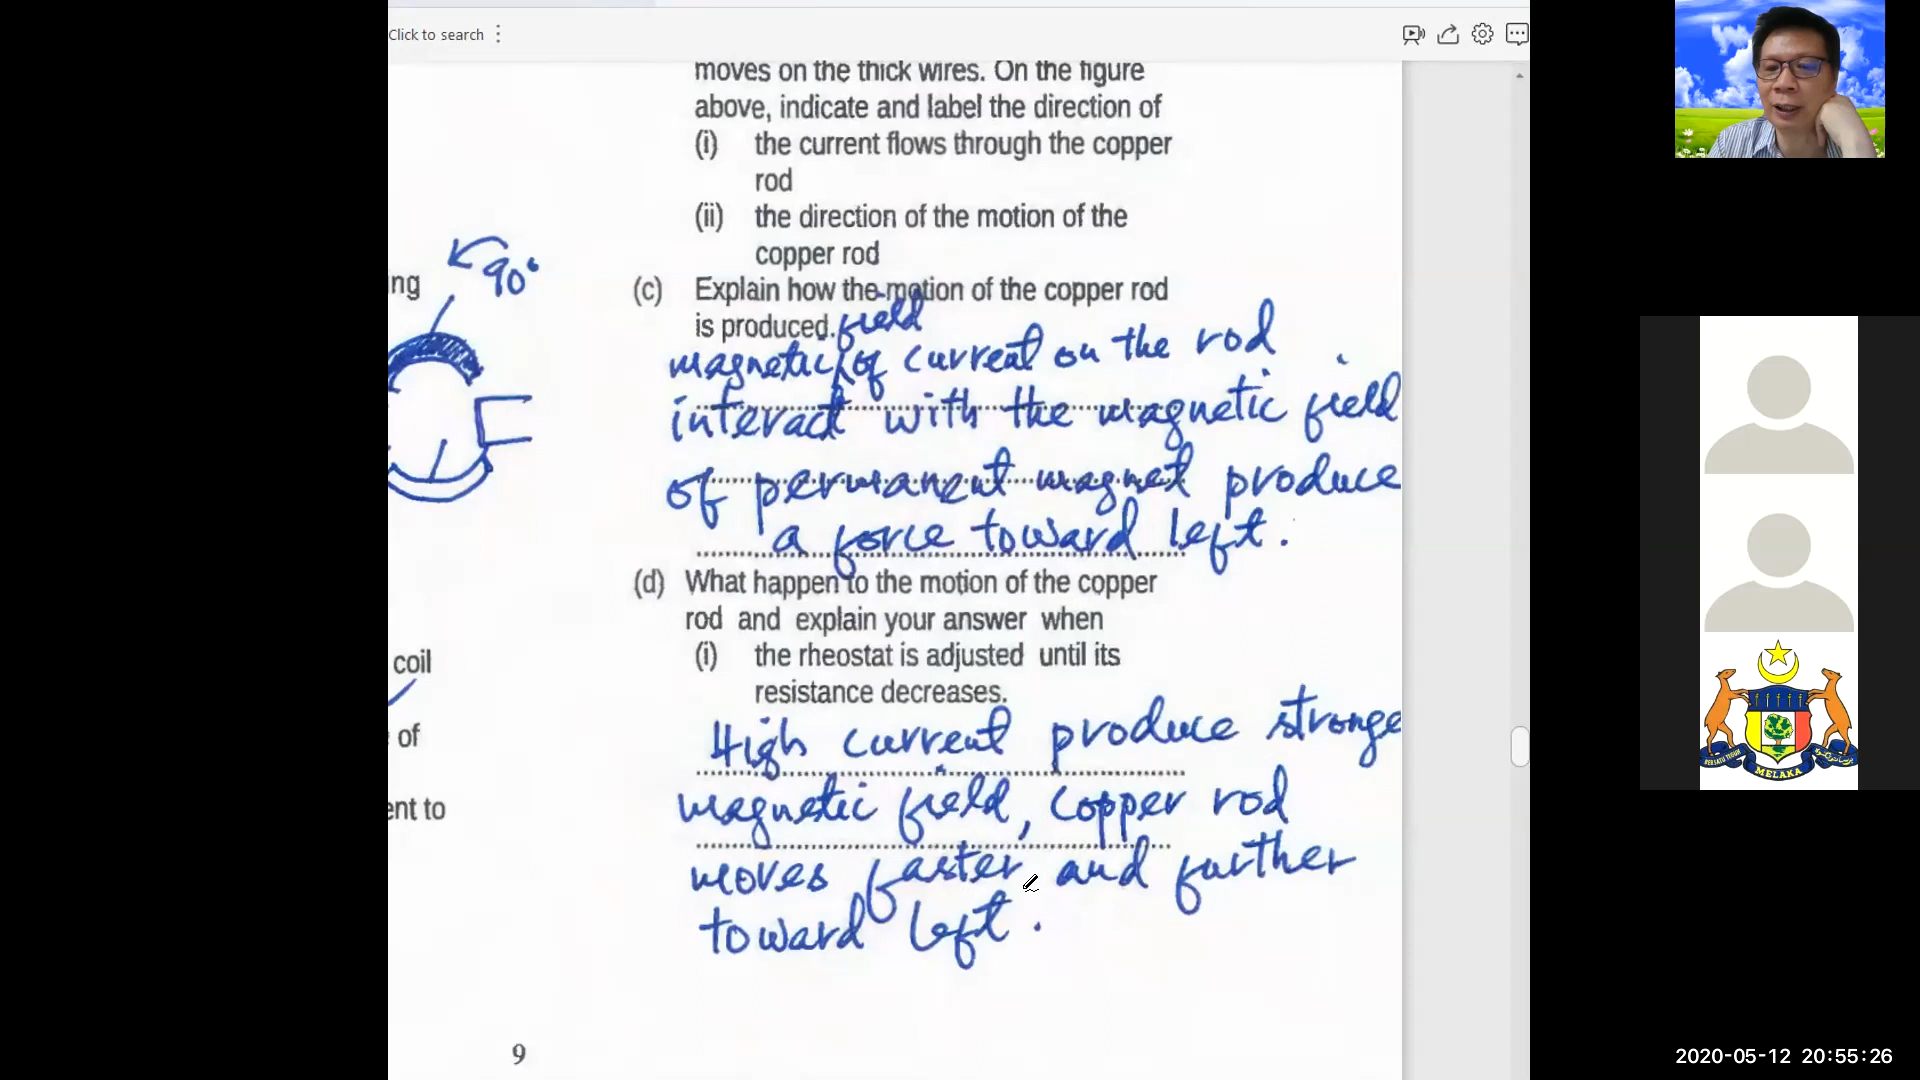 Click to search
moves on the thick wires. On the figure
above, indicate and label the direction of
(i) the current flows through the copper
rod
(ii) the direction of the motion of the
copper rod
(c) Explain how the motion of the copper rod
is produced.
field
magnetic of current on the rod
interact with the magnetic field
of permanent magnet produce
a force toward left.
(d) What happen to the motion of the copper
rod and explain your answer when
(i) the rheostat is adjusted until its
resistance decreases.
High current produce stronge
magnetic field, copper rod
moves faster and further
toward left.
9
ing
90°
coil
of
ent to
BERSATU TEGUH
MELAKA
2020-05-12 20:55:26